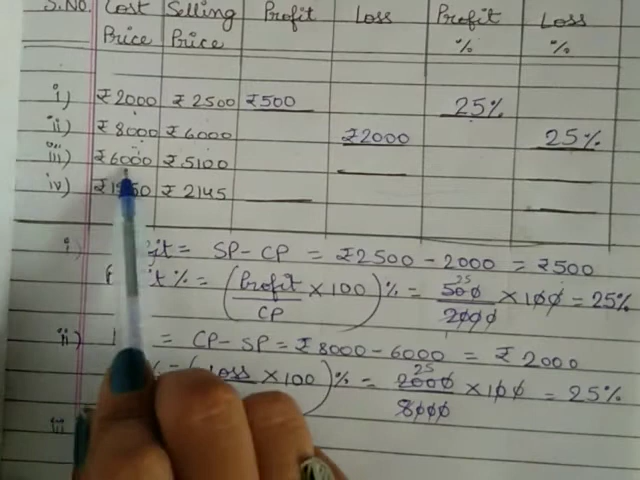 S.No. Cost Price Selling Price Profit Loss Profit % Loss %
i) ₹2000 ₹2500 ₹500 25%
ii) ₹8000 ₹6000 ₹2000 25%
iii) ₹6000 ₹5100
iv) ₹ 2145
i) = SP-CP = ₹2500-2000 = ₹500
% = (Profit/CP ×100)% = 500/2000 ×100 = 25%
ii) = CP-SP = ₹8000-6000 = ₹2000
= ×100)% = 2000/8000 ×100 = 25%